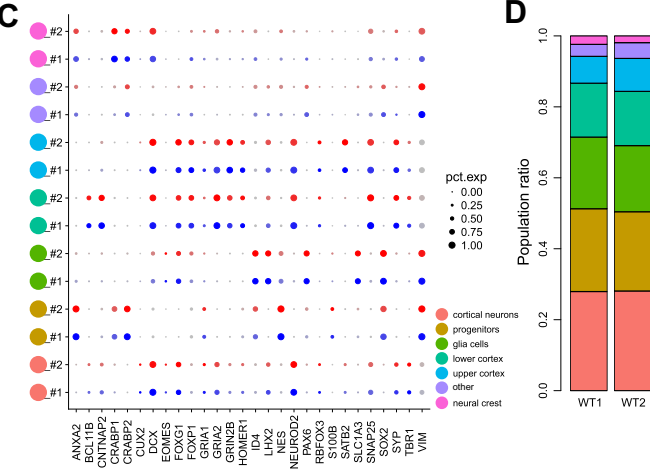 C
_#2
_#1
_#2
_#1
_#2
_#1
_#2
_#1
_#2
_#1
_#2
_#1
_#2
_#1
ANXA2
BCL11B
CNTNAP2
CRABP1
CRABP2
CUX2
DCX
EOMES
FOXG1
FOXP1
GRIA1
GRIA2
GRIN2B
HOMER1
ID4
LHX2
NES
NEUROD2
PAX6
RBFOX3
S100B
SATB2
SLC1A3
SNAP25
SOX2
SYP
TBR1
VIM
pct.exp
0.00
0.25
0.50
0.75
1.00
cortical neurons
progenitors
glia cells
lower cortex
upper cortex
other
neural crest
D
Population ratio
1.0
0.8
0.6
0.4
0.2
0.0
WT1
WT2